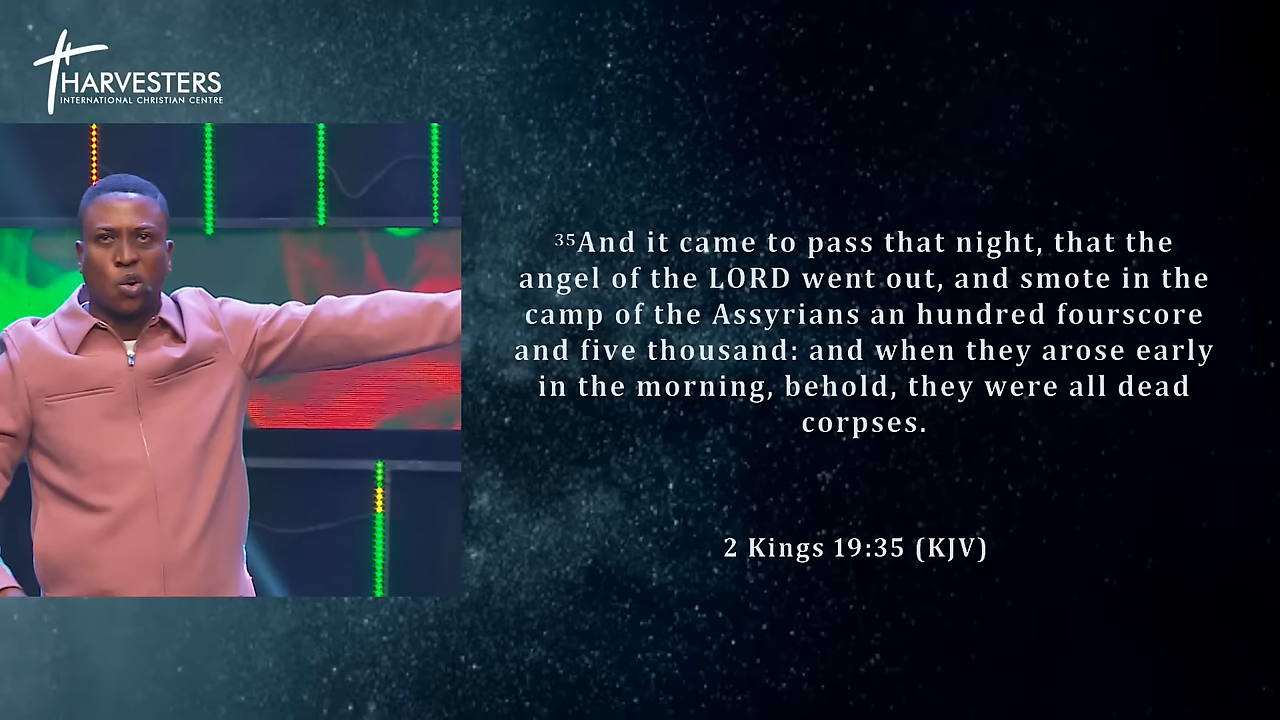 HARVESTERS
INTERNATIONAL CHRISTIAN CENTRE
35And it came to pass that night, that the
angel of the LORD went out, and smote in the
camp of the Assyrians an hundred fourscore
and five thousand: and when they arose early
in the morning, behold, they were all dead
corpses.
2 Kings 19:35 (KJV)